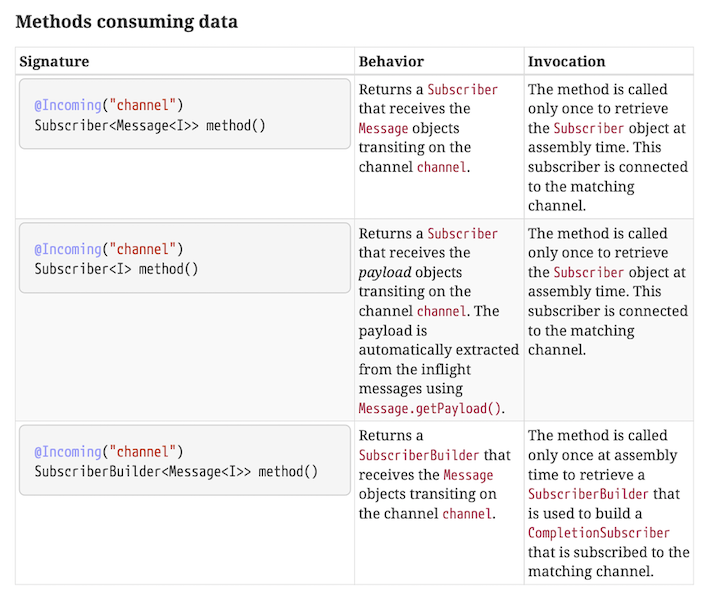 Methods consuming data
Signature
Behavior
Invocation
@Incoming("channel")
Subscriber<Message<I>> method()
Returns a Subscriber
that receives the
Message objects
transiting on the
channel channel.
The method is called
only once to retrieve
the Subscriber object at
assembly time. This
subscriber is connected
to the matching
channel.
@Incoming("channel")
Subscriber<I> method()
Returns a Subscriber
that receives the
payload objects
transiting on the
channel channel. The
payload is
automatically extracted
from the inflight
messages using
Message.getPayload().
The method is called
only once to retrieve
the Subscriber object at
assembly time. This
subscriber is connected
to the matching
channel.
@Incoming("channel")
SubscriberBuilder<Message<I>> method()
Returns a
SubscriberBuilder that
receives the Message
objects transiting on
the channel channel.
The method is called
only once at assembly
time to retrieve a
SubscriberBuilder that
is used to build a
CompletionSubscriber
that is subscribed to the
matching channel.